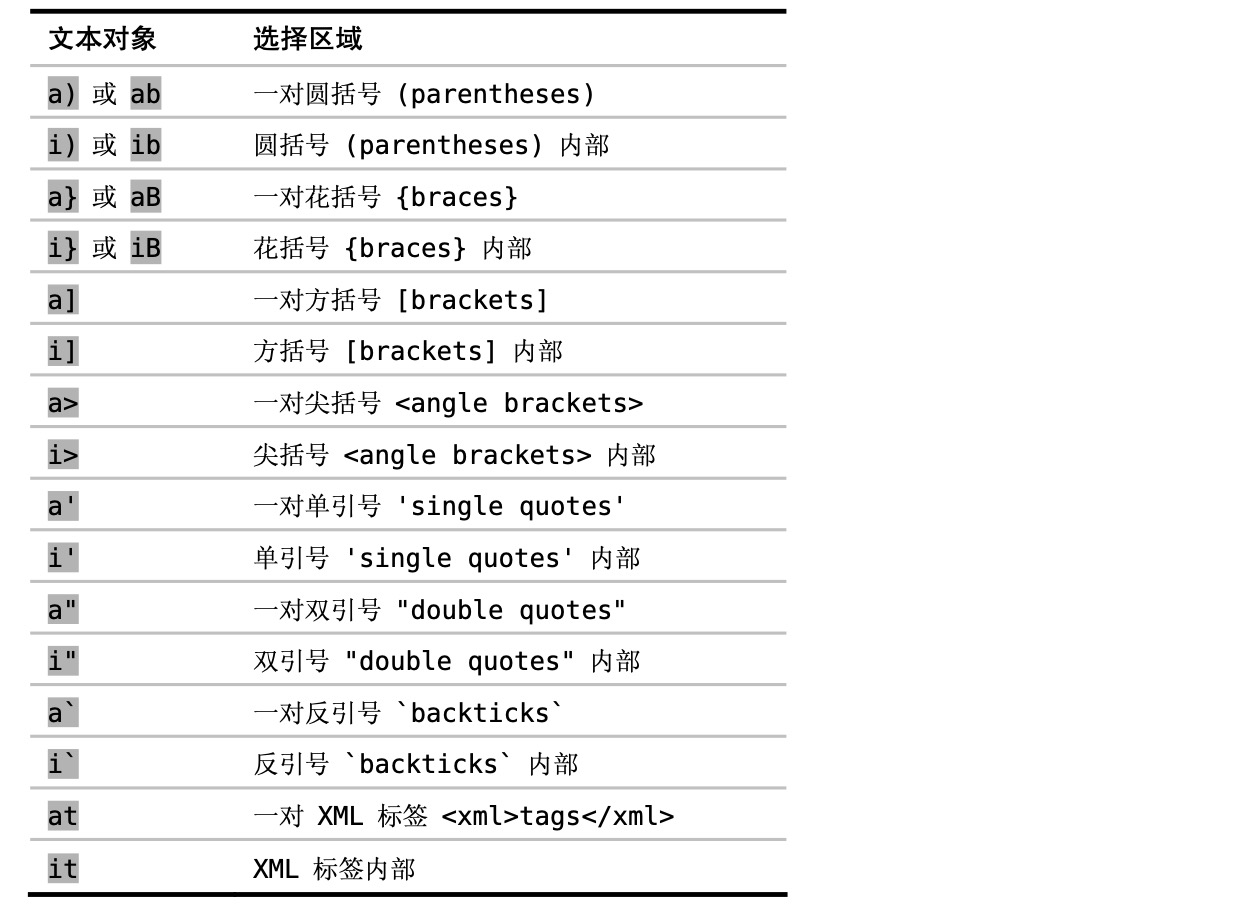 文本对象 选择区域
a) 或 ab 一对圆括号 (parentheses)
i) 或 ib 圆括号 (parentheses) 内部
a} 或 aB 一对花括号 {braces}
i} 或 iB 花括号 {braces} 内部
a] 一对方括号 [brackets]
i] 方括号 [brackets] 内部
a> 一对尖括号 <angle brackets>
i> 尖括号 <angle brackets> 内部
a' 一对单引号 'single quotes'
i' 单引号 'single quotes' 内部
a" 一对双引号 "double quotes"
i" 双引号 "double quotes" 内部
a` 一对反引号 `backticks`
i` 反引号 `backticks` 内部
at 一对 XML 标签 <xml>tags</xml>
it XML 标签内部